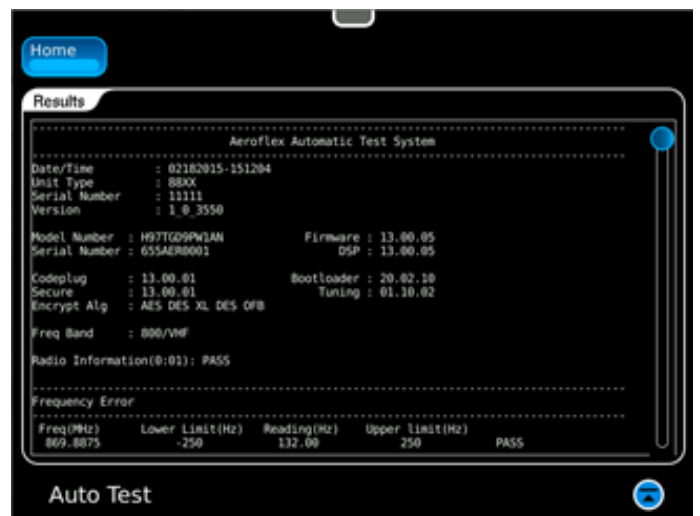 Home
Results
Aeroflex Automatic Test System
Date/Time : 02182015-151204
Unit Type : 88XX
Serial Number : 11111
Version : 1_0_3550
Model Number : H97TGD9PW1AN Firmware : 13.00.05
Serial Number : 655AER0001 DSP : 13.00.05
Codeplug : 13.00.01 Bootloader : 20.02.10
Secure : 13.00.01 Tuning : 01.10.02
Encrypt Alg : AES DES XL DES OFB
Freq Band : 800/VHF
Radio Information(0:01): PASS
Frequency Error
Freq(MHz) Lower Limit(Hz) Reading(Hz) Upper limit(Hz)
869.8875 -250 132.00 250 PASS
Auto Test